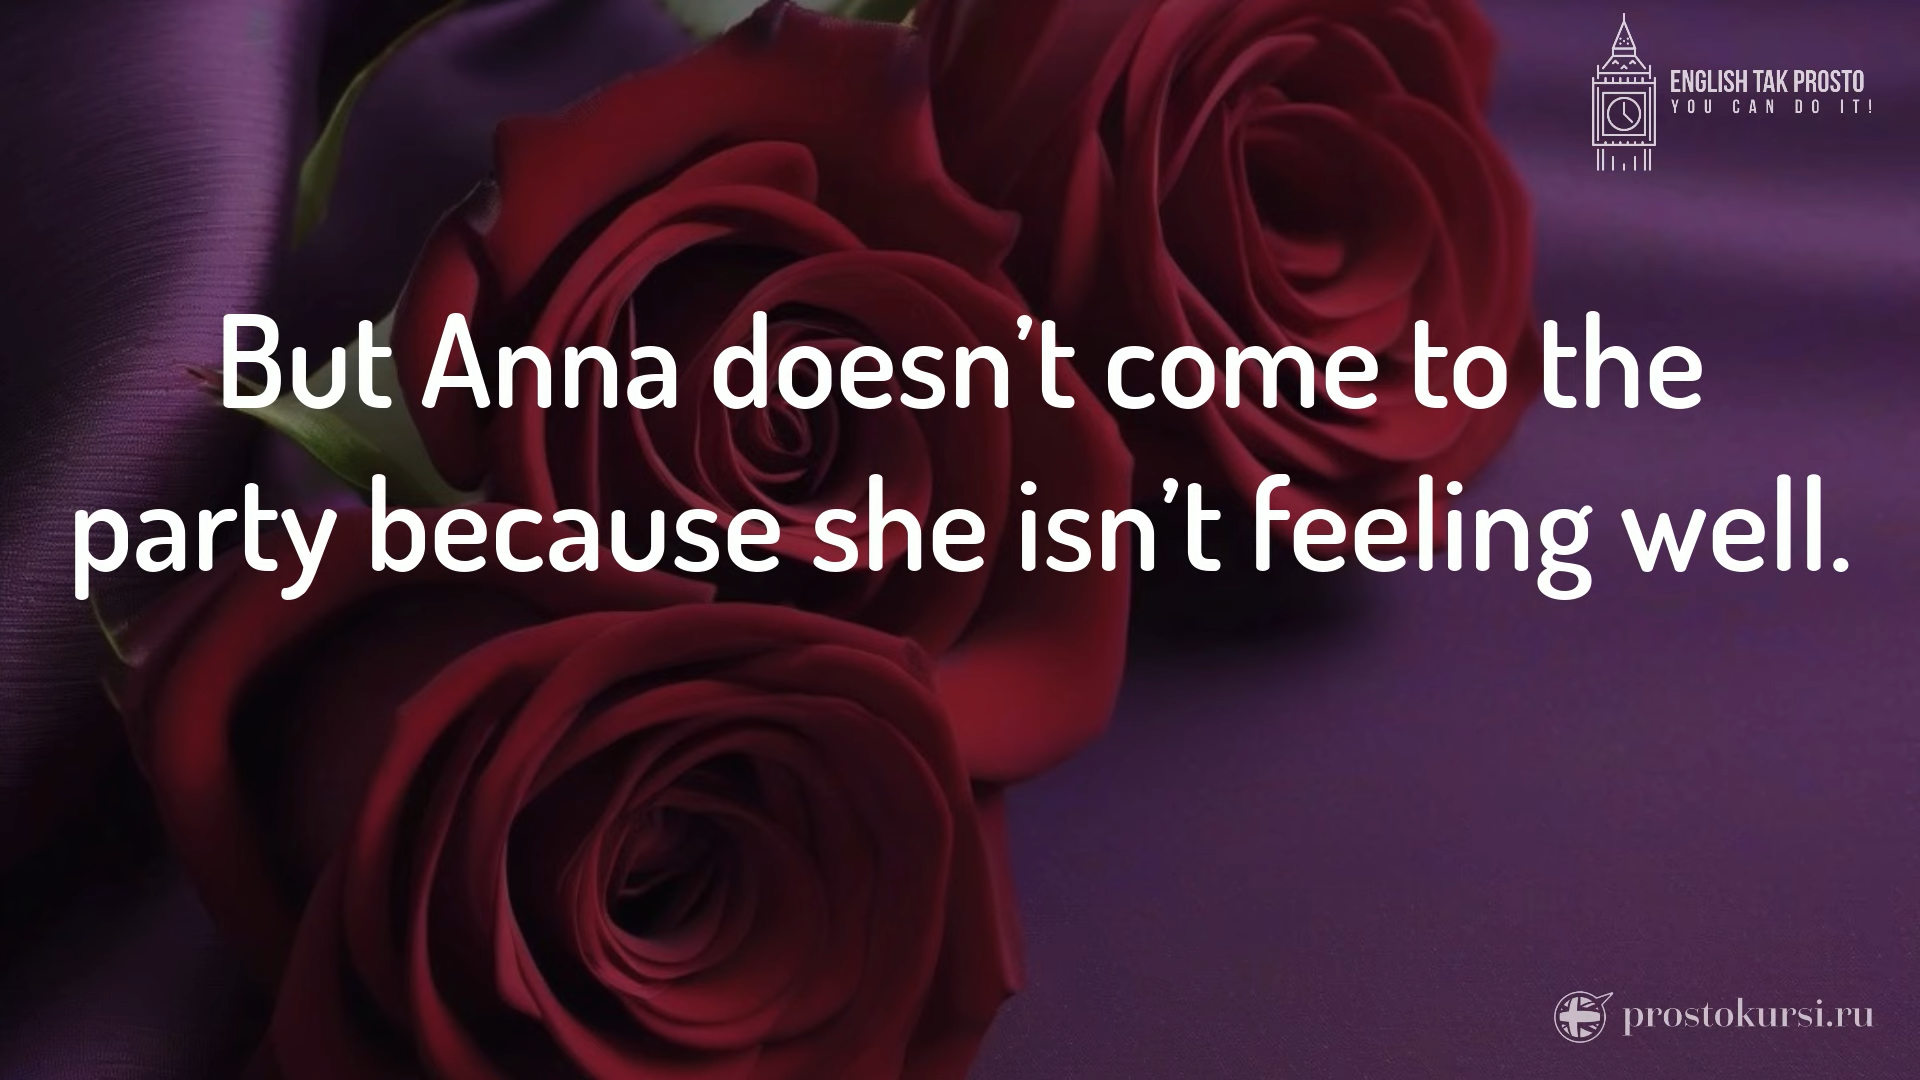 ENGLISH TAK PROSTO
YOU CAN DO IT!
But Anna doesn’t come to the
party because she isn’t feeling well.
prostokursi.ru